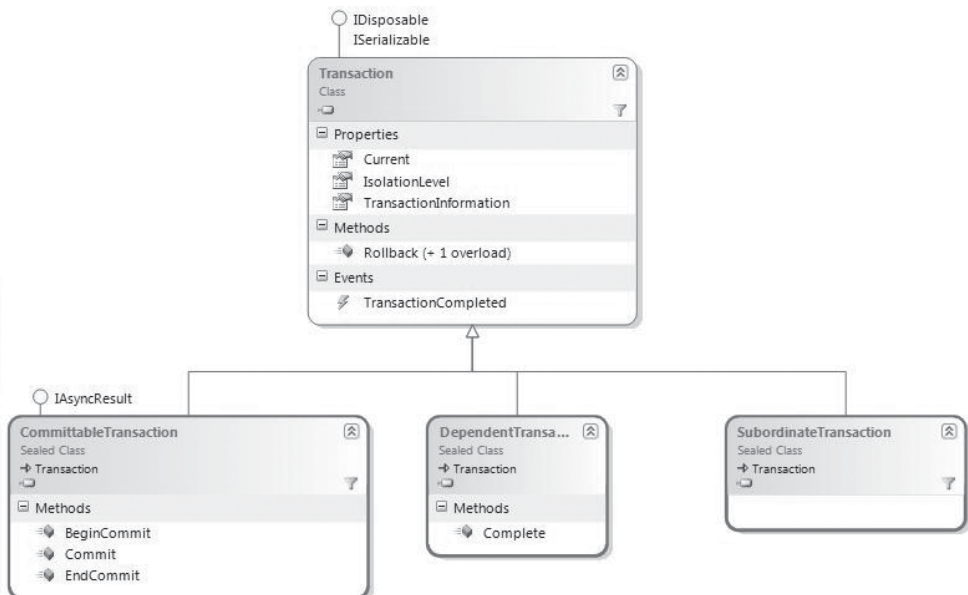 IDisposable
ISerializable
Transaction
Class
Properties
Current
IsolationLevel
TransactionInformation
Methods
Rollback (+ 1 overload)
Events
TransactionCompleted
IAsyncResult
CommittableTransaction
Sealed Class
Transaction
Methods
BeginCommit
Commit
EndCommit
DependentTransa...
Sealed Class
Transaction
Methods
Complete
SubordinateTransaction
Sealed Class
Transaction